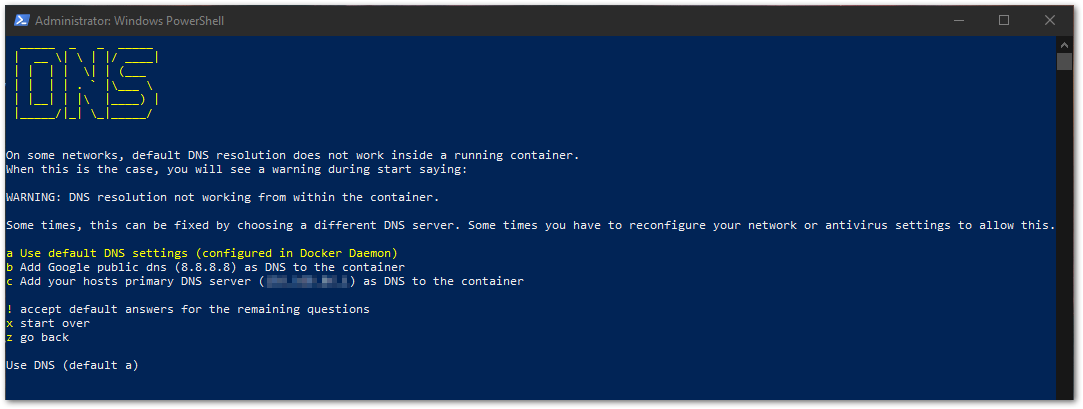 Administrator: Windows PowerShell
DNS
On some networks, default DNS resolution does not work inside a running container.
When this is the case, you will see a warning during start saying:
WARNING: DNS resolution not working from within the container.
Some times, this can be fixed by choosing a different DNS server. Some times you have to reconfigure your network or antivirus settings to allow this.
a Use default DNS settings (configured in Docker Daemon)
b Add Google public dns (8.8.8.8) as DNS to the container
c Add your hosts primary DNS server () as DNS to the container
! accept default answers for the remaining questions
x start over
z go back
Use DNS (default a)